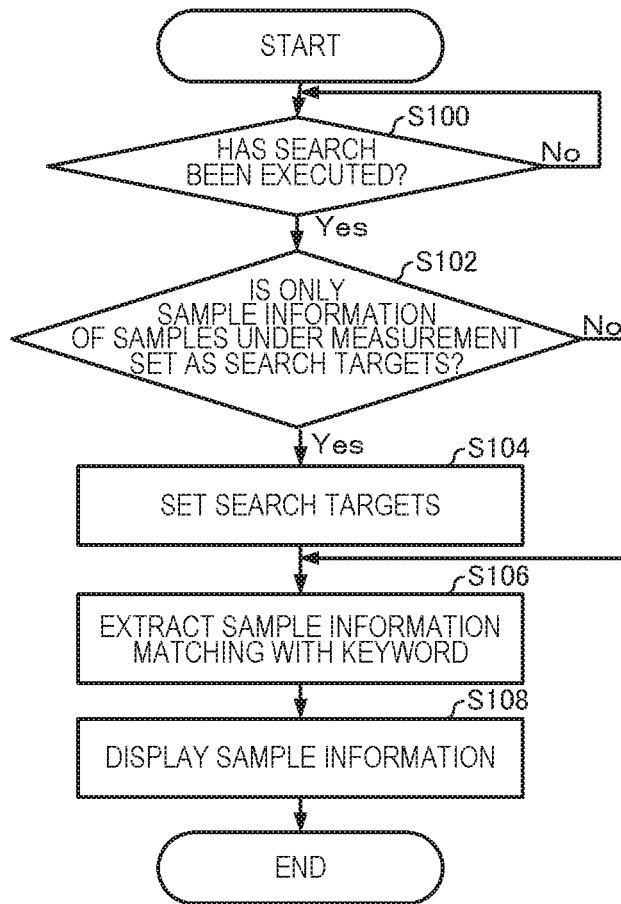 START
S100
HAS SEARCH
BEEN EXECUTED?
No
Yes
S102
IS ONLY
SAMPLE INFORMATION
OF SAMPLES UNDER MEASUREMENT
SET AS SEARCH TARGETS?
No
Yes
S104
SET SEARCH TARGETS
S106
EXTRACT SAMPLE INFORMATION
MATCHING WITH KEYWORD
S108
DISPLAY SAMPLE INFORMATION
END